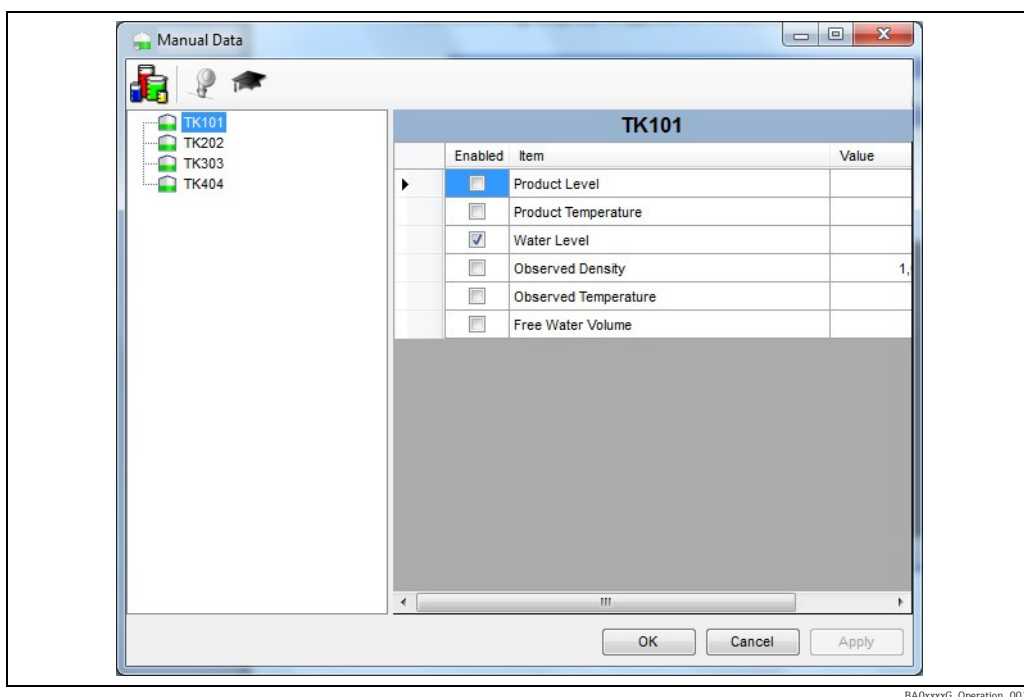 Manual Data
TK101
TK202
TK303
TK404
TK101
Enabled Item Value
Product Level
Product Temperature
Water Level
Observed Density 1,
Observed Temperature
Free Water Volume
OK Cancel Apply